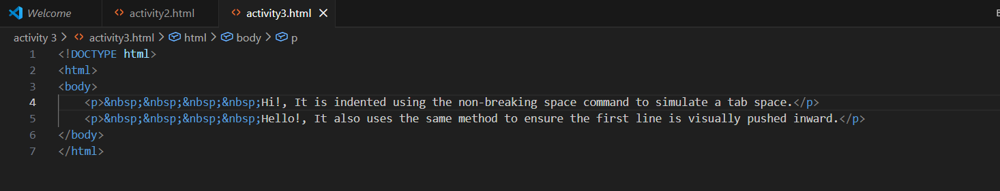 Welcome
activity2.html
activity3.html
activity 3 > activity3.html > html > body > p
1 <!DOCTYPE html>
2 <html>
3 <body>
4 <p>&nbsp;&nbsp;&nbsp;&nbsp;Hi!, It is indented using the non-breaking space command to simulate a tab space.</p>
5 <p>&nbsp;&nbsp;&nbsp;&nbsp;Hello!, It also uses the same method to ensure the first line is visually pushed inward.</p>
6 </body>
7 </html>